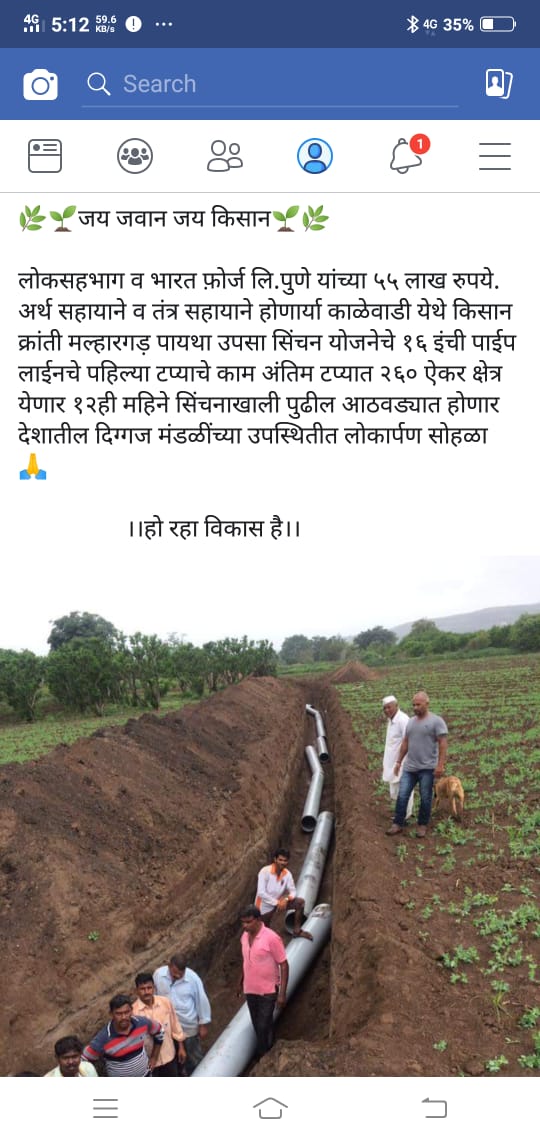 4G 5:12 59.6 KB/s 4G 35%
Search
1
जय जवान जय किसान
लोकसहभाग व भारत फ़ोर्ज लि.पुणे यांच्या ५५ लाख रुपये.
अर्थ सहायाने व तंत्र सहायाने होणार्या काळेवाडी येथे किसान
क्रांती मल्हारगड़ पायथा उपसा सिंचन योजनेचे १६ इंची पाईप
लाईनचे पहिल्या टप्याचे काम अंतिम टप्यात २६० ऐकर क्षेत्र
येणार १२ही महिने सिंचनाखाली पुढील आठवड्यात होणार
देशातील दिग्गज मंडळींच्या उपस्थितीत लोकार्पण सोहळा
।।हो रहा विकास है।।